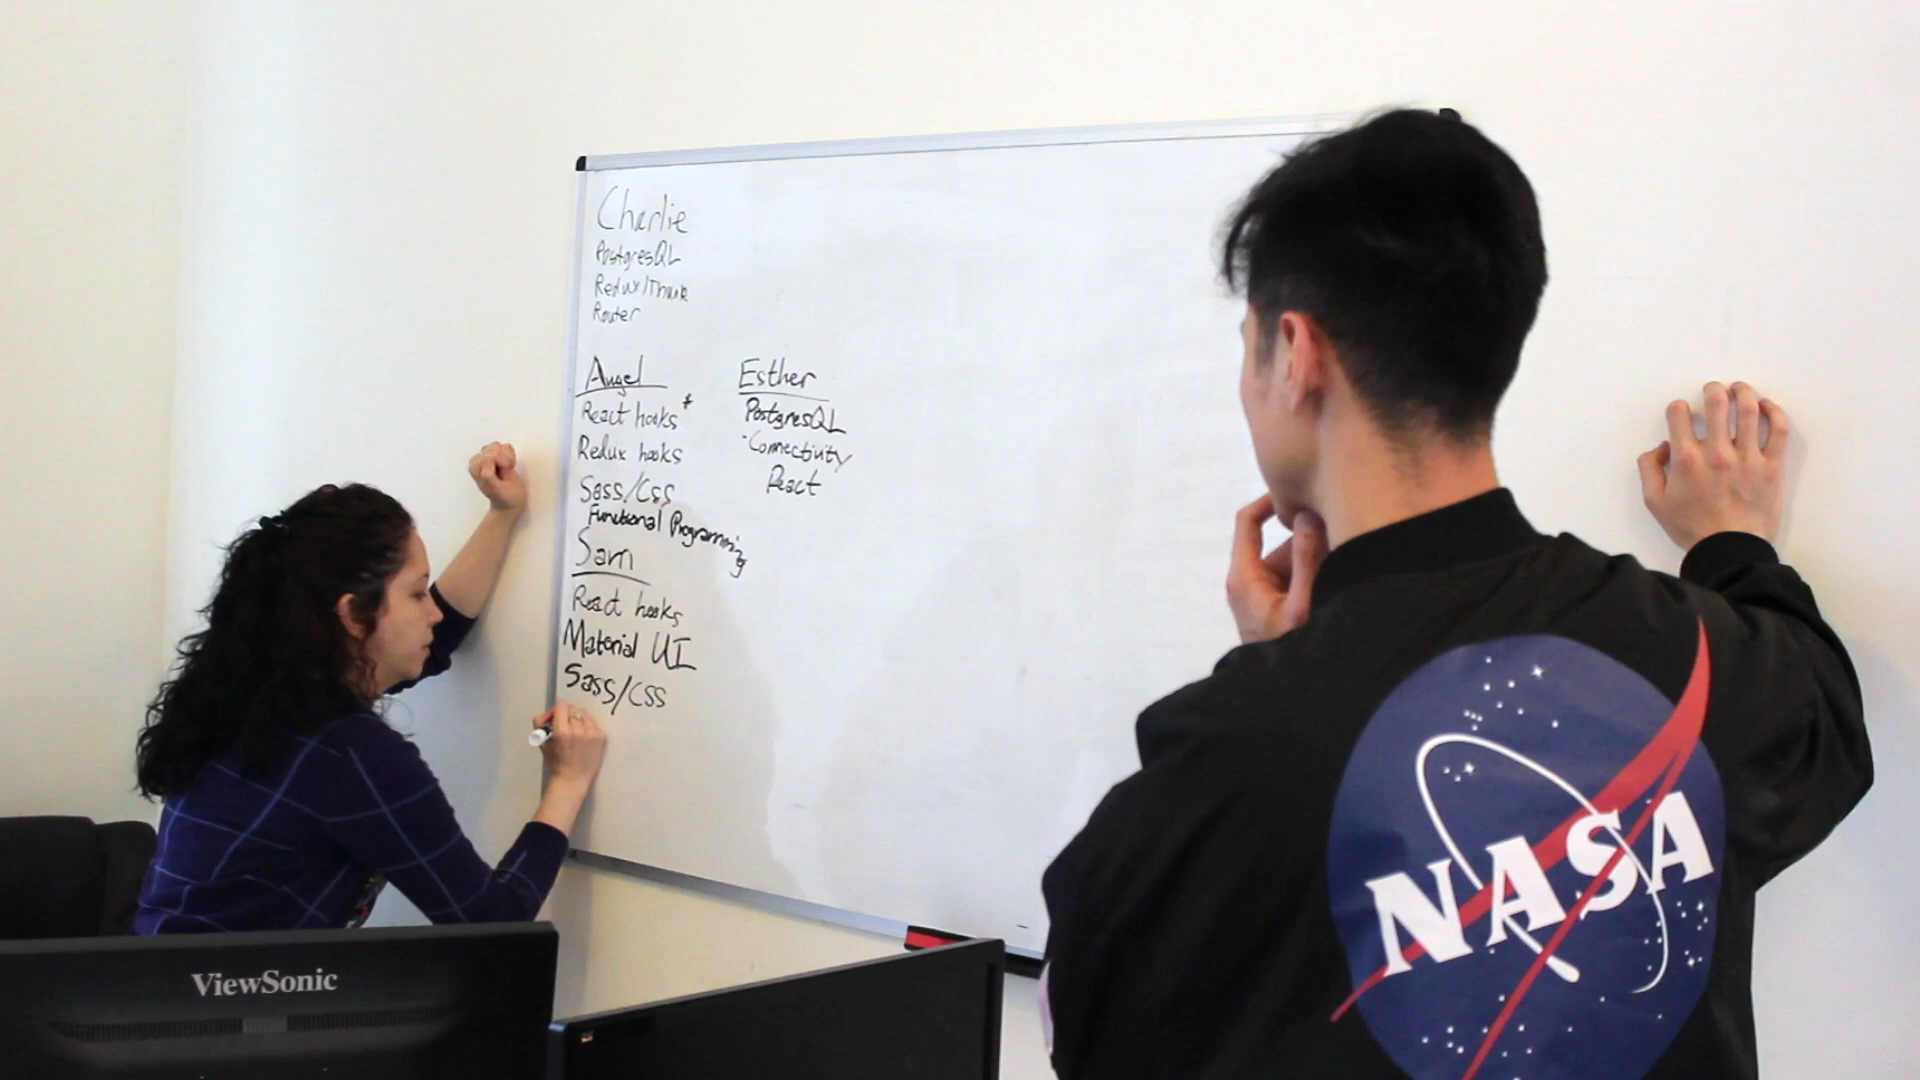 Charlie
PostgresQL
Redux/Thunk
Router
Angel
React hooks*
Redux hooks
Sass/Css
Functional Programming
Sam
React hooks
Material UI
Sass/CSS
Esther
PostgresQL
·Connectivity
React
NASA
ViewSonic